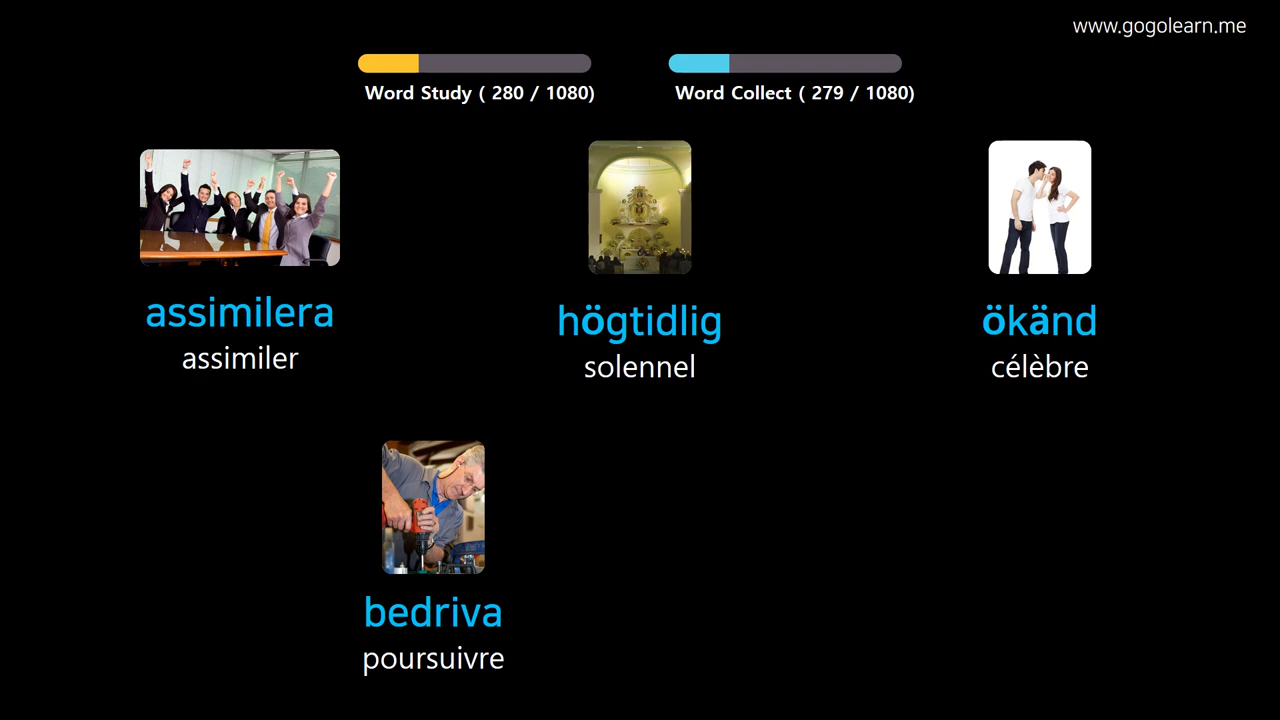 www.gogolearn.me
Word Study ( 280 / 1080)
Word Collect ( 279 / 1080)
assimilera
assimiler
högtidlig
solennel
ökänd
célèbre
bedriva
poursuivre